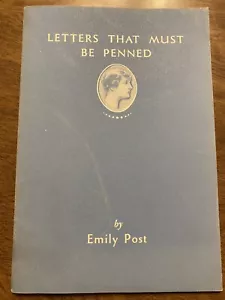 LETTERS THAT MUST
BE PENNED
by
Emily Post